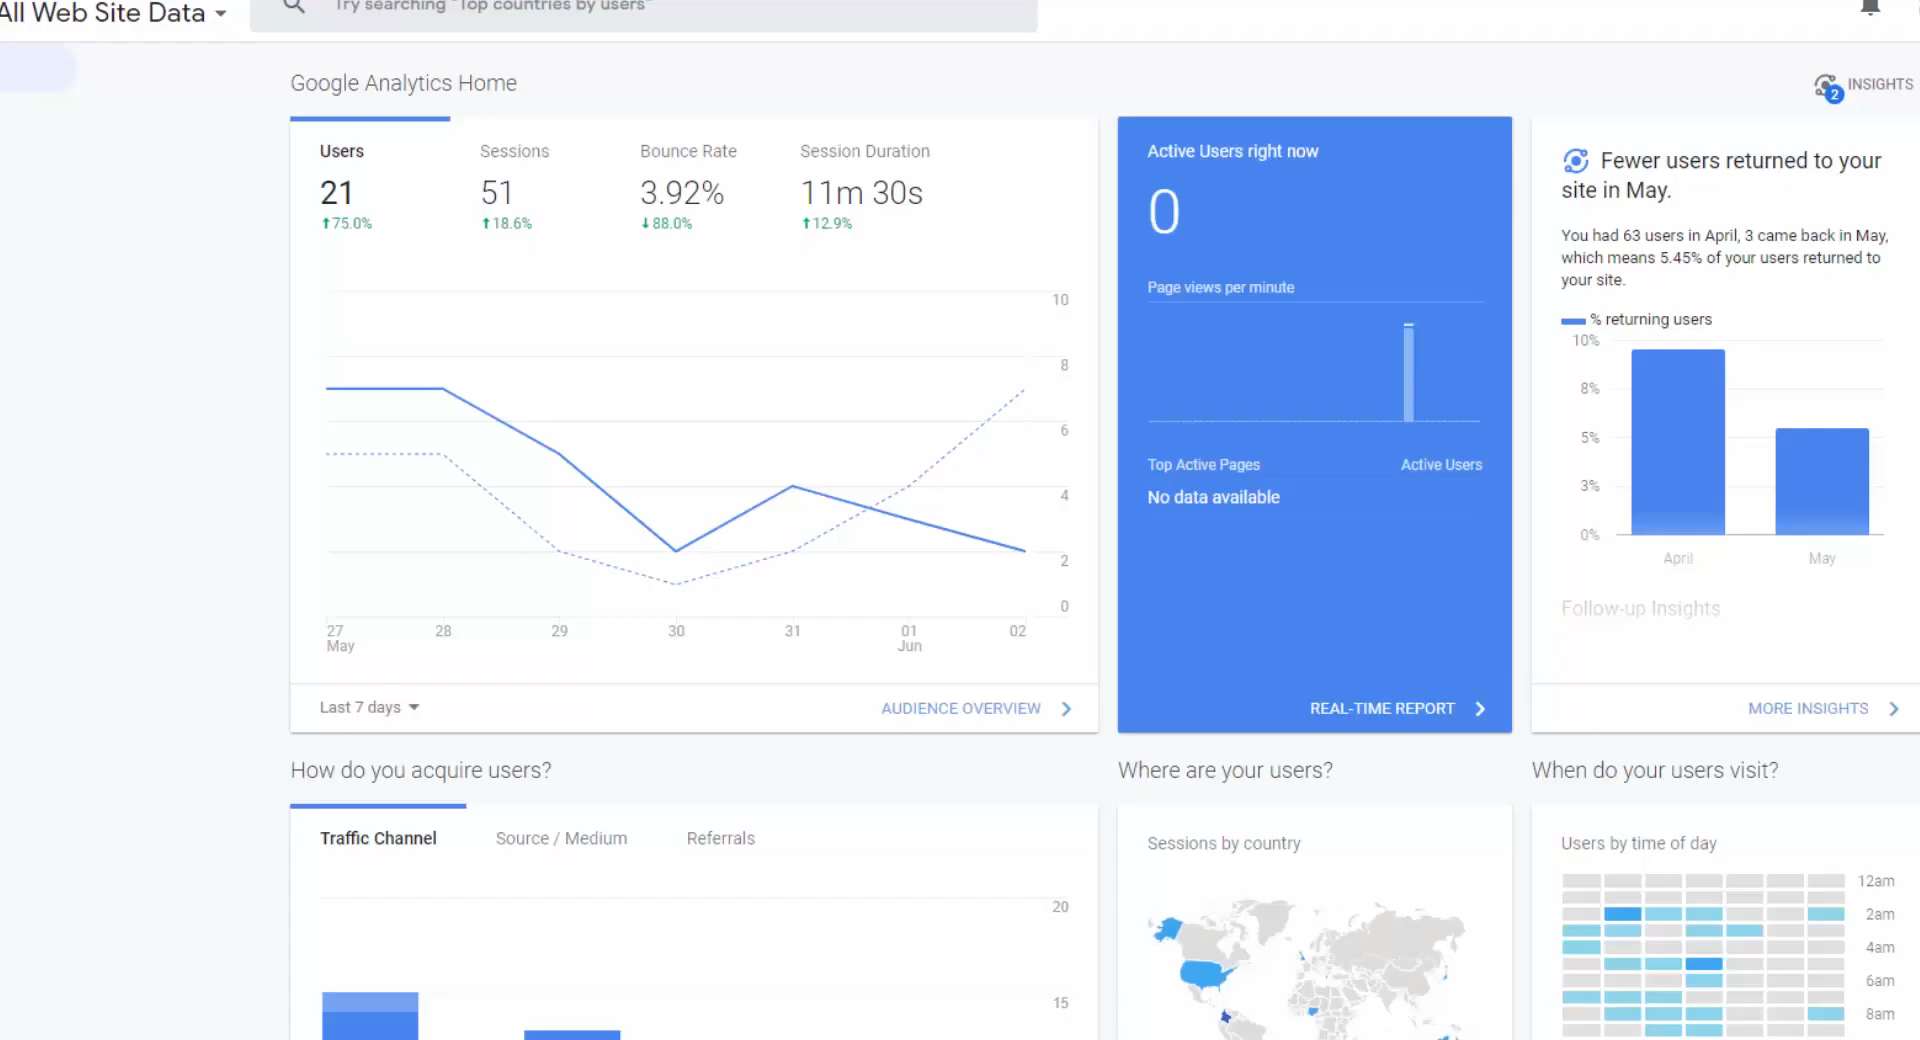 All Web Site Data
Try searching "Top countries by users"
Google Analytics Home
2
INSIGHTS
Users
21
75.0%
Sessions
51
18.6%
Bounce Rate
3.92%
88.0%
Session Duration
11m 30s
12.9%
10
8
6
4
2
0
27
May
28
29
30
31
01
Jun
02
Last 7 days
AUDIENCE OVERVIEW
Active Users right now
0
Page views per minute
Top Active Pages
Active Users
No data available
REAL-TIME REPORT
Fewer users returned to your
site in May.
You had 63 users in April, 3 came back in May,
which means 5.45% of your users returned to
your site.
% returning users
10%
8%
5%
3%
0%
April
May
Follow-up Insights
MORE INSIGHTS
How do you acquire users?
Traffic Channel
Source / Medium
Referrals
20
15
Where are your users?
Sessions by country
When do your users visit?
Users by time of day
12am
2am
4am
6am
8am